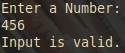 Enter a Number:
456
Input is valid.